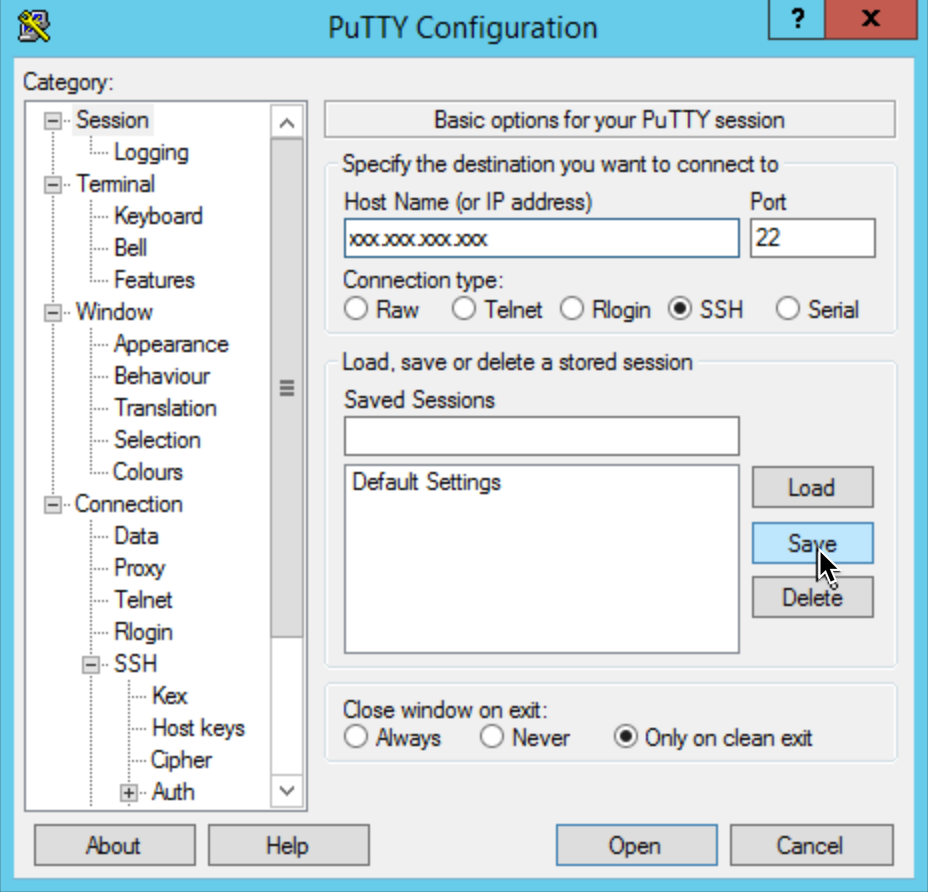 PuTTY Configuration
?
X
Category:
Session
Logging
Terminal
Keyboard
Bell
Features
Window
Appearance
Behaviour
Translation
Selection
Colours
Connection
Data
Proxy
Telnet
Rlogin
SSH
Kex
Host keys
Cipher
Auth
Basic options for your PuTTY session
Specify the destination you want to connect to
Host Name (or IP address) Port
xxx.xxx.xxx.xxx 22
Connection type:
Raw Telnet Rlogin SSH Serial
Load, save or delete a stored session
Saved Sessions
Default Settings
Load
Save
Delete
Close window on exit:
Always Never Only on clean exit
About Help Open Cancel